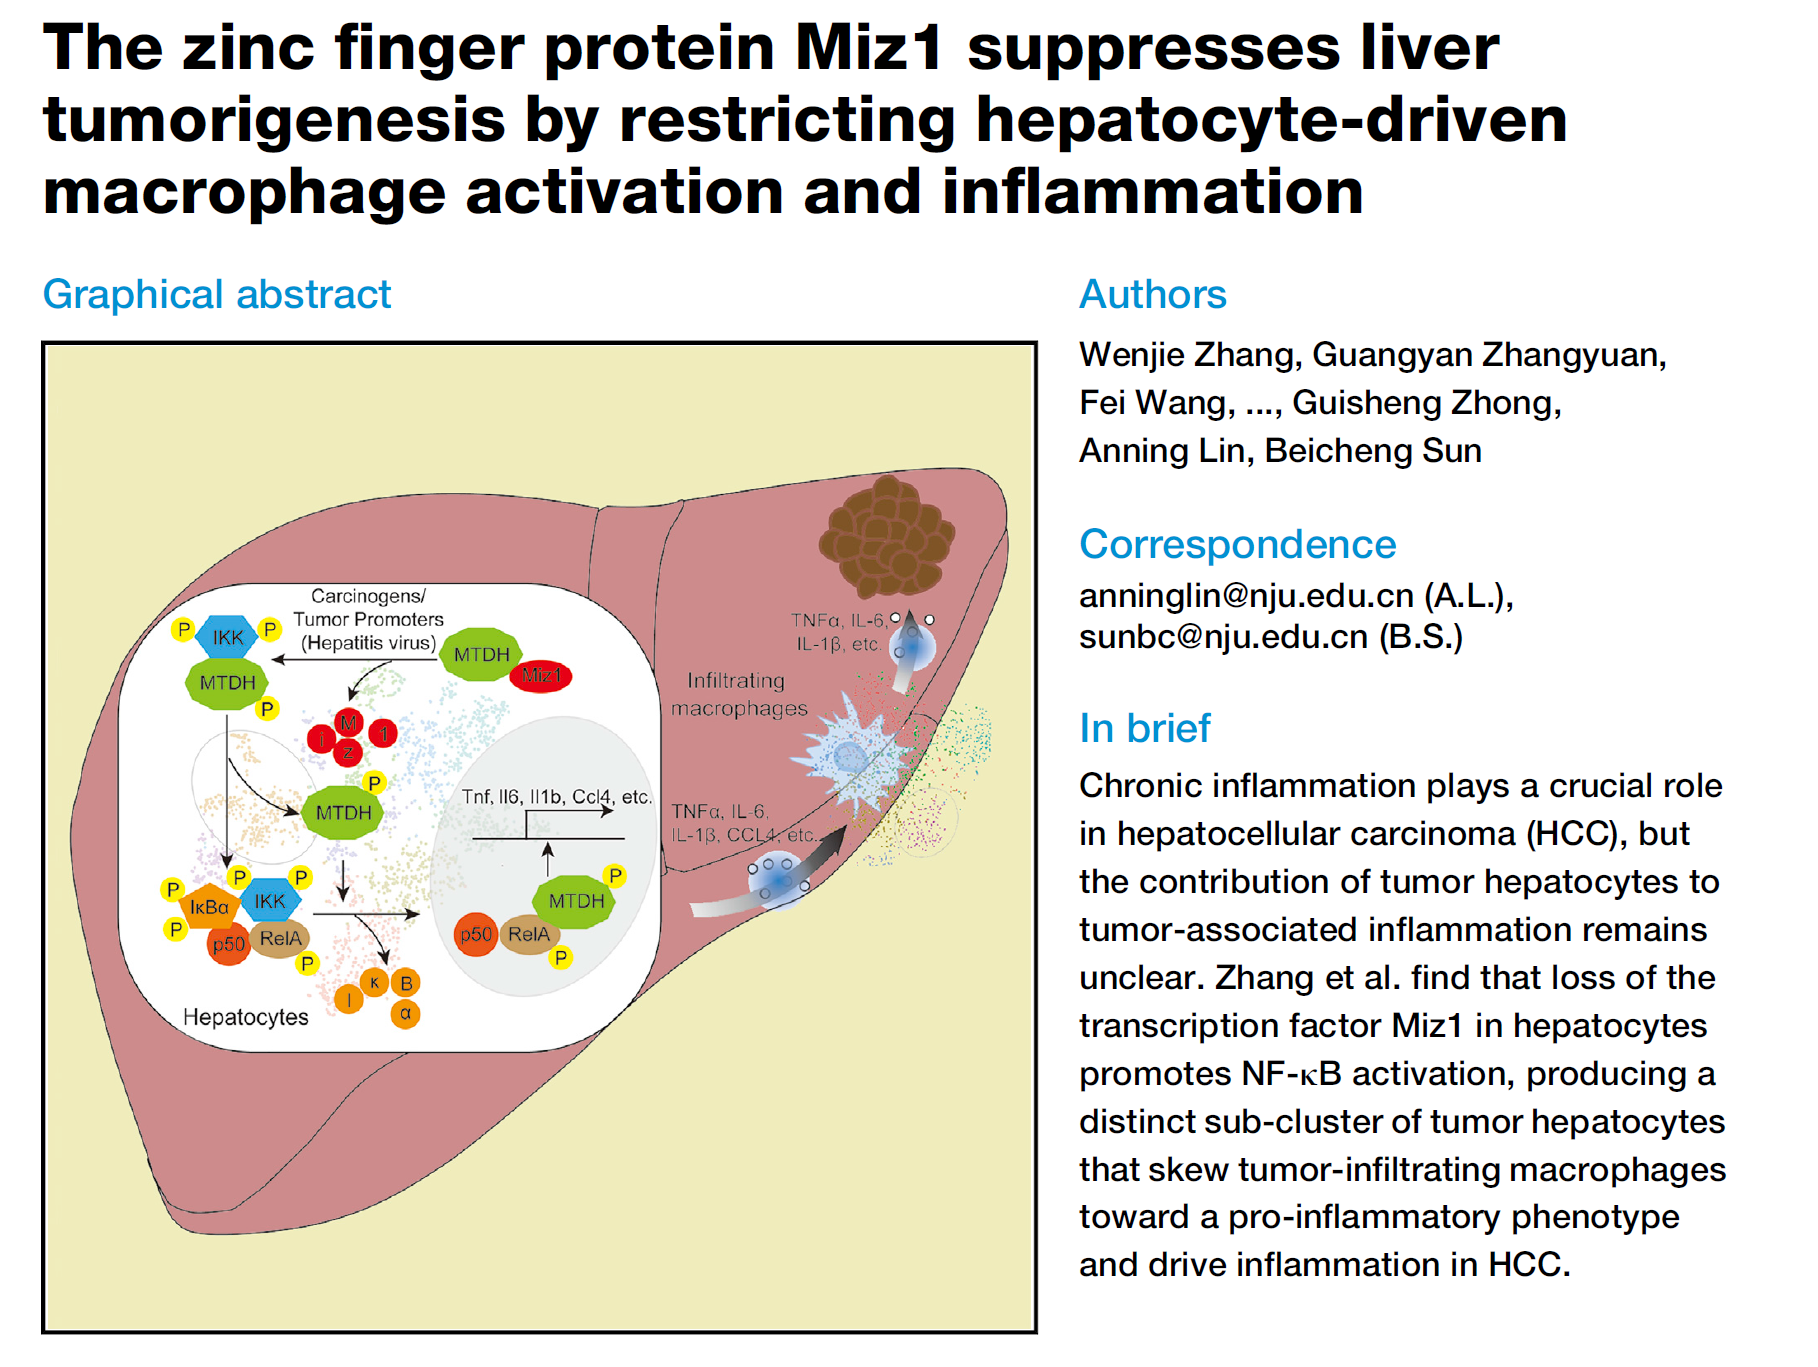 The zinc finger protein Miz1 suppresses liver
tumorigenesis by restricting hepatocyte-driven
macrophage activation and inflammation
Graphical abstract
Carcinogens/
Tumor Promoters
(Hepatitis virus)
P
IKK
P
MTDH
P
MTDH
Miz1
M
i
z
1
P
MTDH
Tnf, Il6, Il1b, Ccl4, etc.
P
P
P
IκBα
IKK
P
p50
RelA
P
I
κ
B
α
P
MTDH
p50
RelA
P
Hepatocytes
TNFα, IL-6,
IL-1β, etc.
Infiltrating
macrophages
TNFα, IL-6,
IL-1β, CCL4, etc.
Authors
Wenjie Zhang, Guangyan Zhangyuan,
Fei Wang, ..., Guisheng Zhong,
Anning Lin, Beicheng Sun
Correspondence
anninglin@nju.edu.cn (A.L.),
sunbc@nju.edu.cn (B.S.)
In brief
Chronic inflammation plays a crucial role
in hepatocellular carcinoma (HCC), but
the contribution of tumor hepatocytes to
tumor-associated inflammation remains
unclear. Zhang et al. find that loss of the
transcription factor Miz1 in hepatocytes
promotes NF-κB activation, producing a
distinct sub-cluster of tumor hepatocytes
that skew tumor-infiltrating macrophages
toward a pro-inflammatory phenotype
and drive inflammation in HCC.